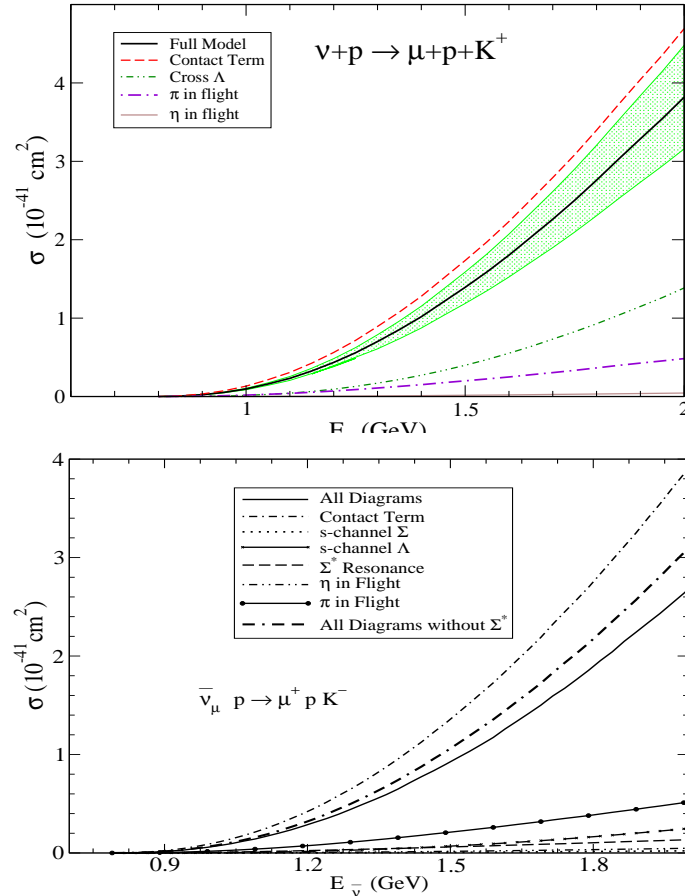 ν+p → μ+p+K⁺
Full Model
Contact Term
Cross Λ
π in flight
η in flight
σ (10⁻⁴¹ cm²)
4
3
2
1
0
1
1.5
2
E (GeV)
All Diagrams
Contact Term
s-channel Σ
s-channel Λ
Σ* Resonance
η in Flight
π in Flight
All Diagrams without Σ*
ν̅μ p → μ⁺ p K⁻
σ (10⁻⁴¹ cm²)
4
3
2
1
0
0.9
1.2
1.5
1.8
E ν̅ (GeV)